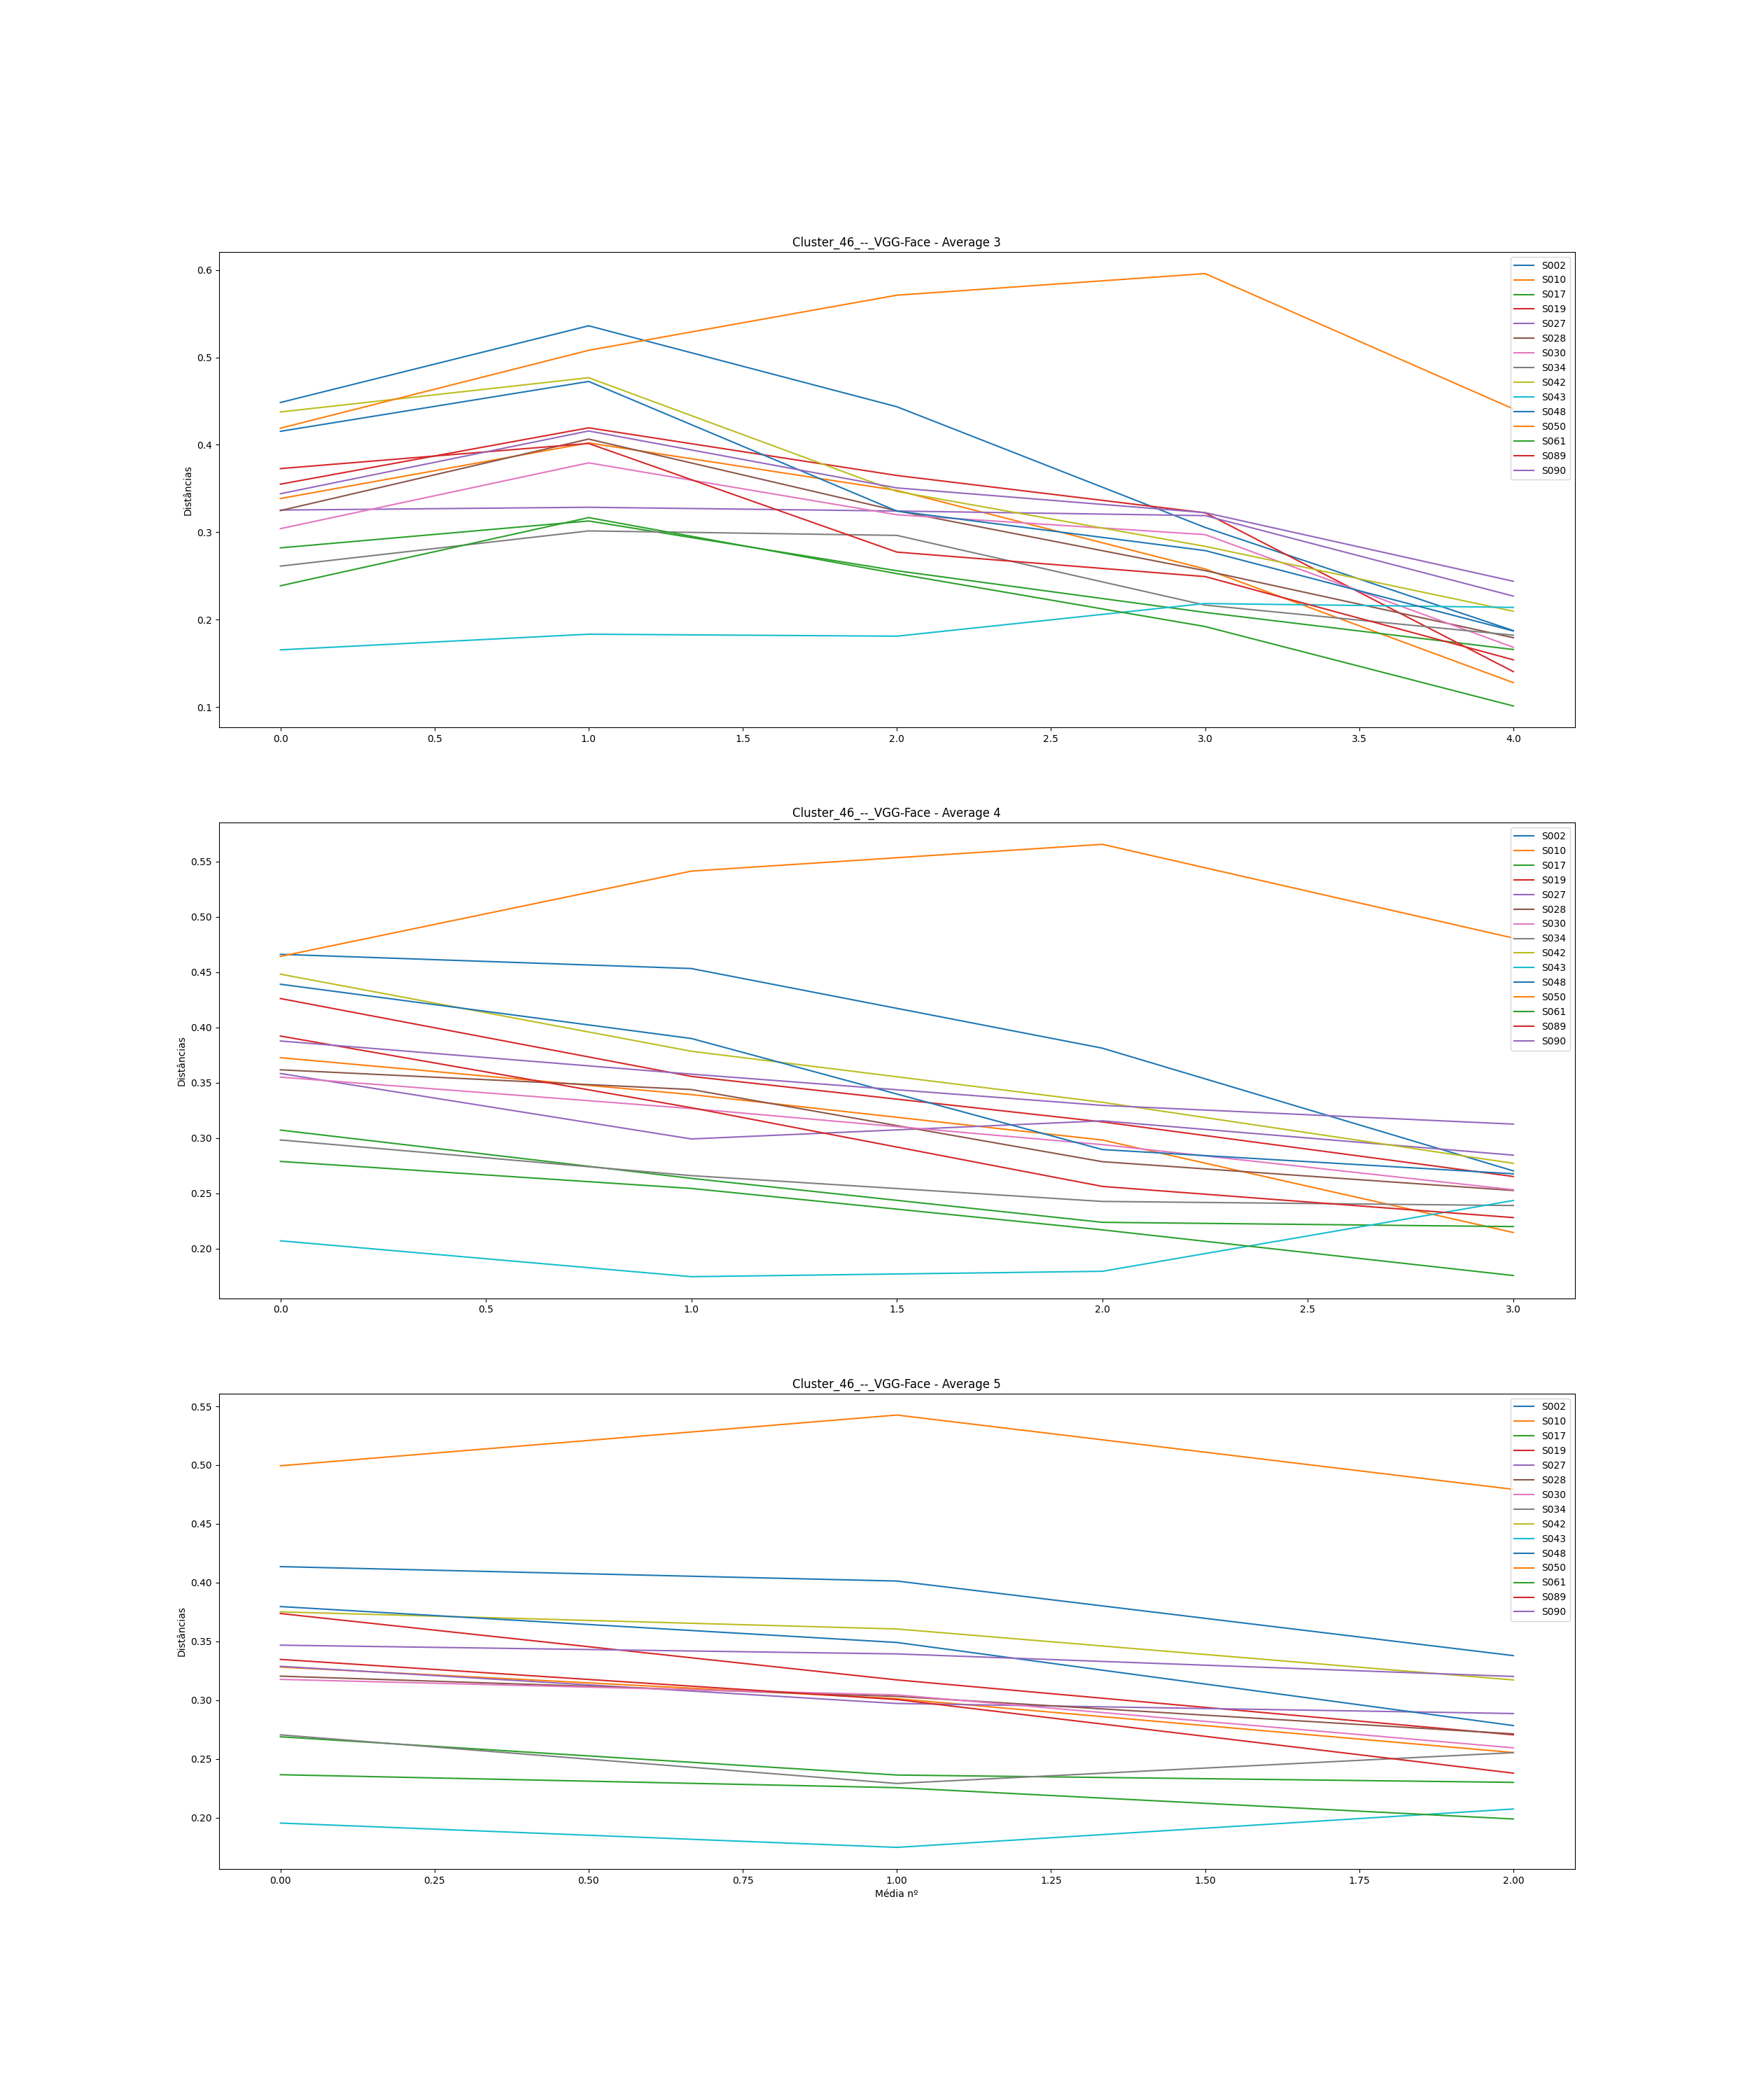 Cluster_46_--_VGG-Face - Average 3
Distâncias
0.6
0.5
0.4
0.3
0.2
0.1
0.0 0.5 1.0 1.5 2.0 2.5 3.0 3.5 4.0
S002
S010
S017
S019
S027
S028
S030
S034
S042
S043
S048
S050
S061
S089
S090
Cluster_46_--_VGG-Face - Average 4
Distâncias
0.55
0.50
0.45
0.40
0.35
0.30
0.25
0.20
0.0 0.5 1.0 1.5 2.0 2.5 3.0
S002
S010
S017
S019
S027
S028
S030
S034
S042
S043
S048
S050
S061
S089
S090
Cluster_46_--_VGG-Face - Average 5
Distâncias
0.55
0.50
0.45
0.40
0.35
0.30
0.25
0.20
0.00 0.25 0.50 0.75 1.00 1.25 1.50 1.75 2.00
Média nº
S002
S010
S017
S019
S027
S028
S030
S034
S042
S043
S048
S050
S061
S089
S090